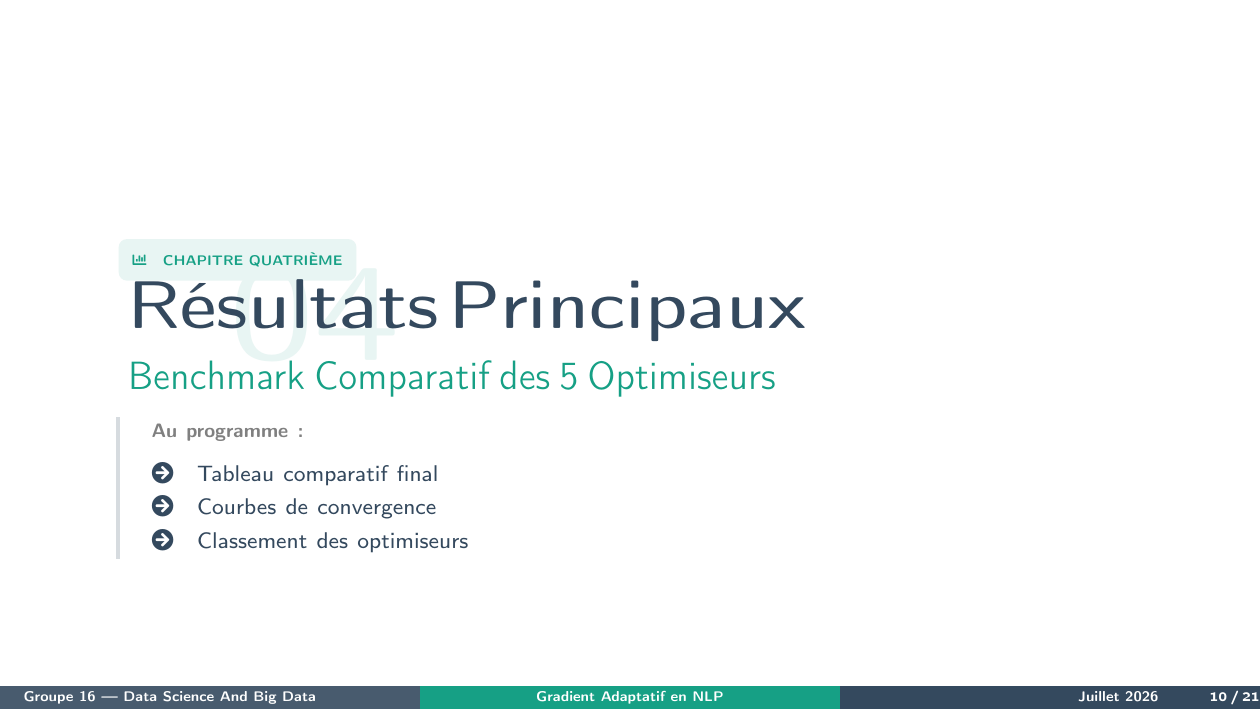 CHAPITRE QUATRIÈME
04
Résultats Principaux
Benchmark Comparatif des 5 Optimiseurs
Au programme :
Tableau comparatif final
Courbes de convergence
Classement des optimiseurs
Groupe 16 — Data Science And Big Data
Gradient Adaptatif en NLP
Juillet 2026
10 / 21